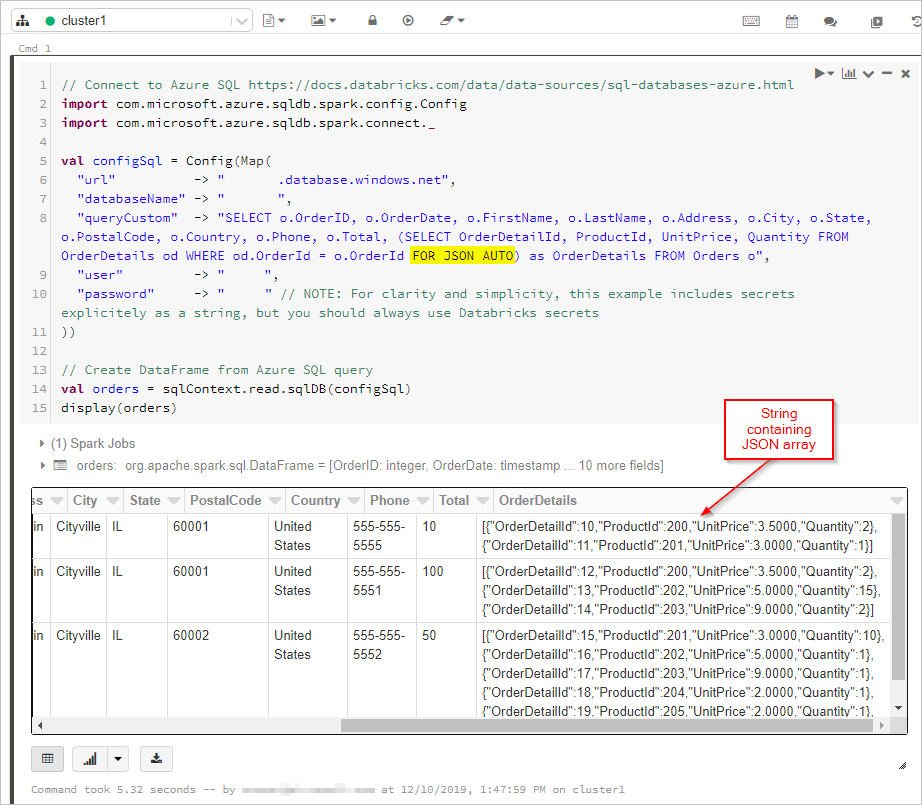 cluster1
Cmd 1
1 // Connect to Azure SQL https://docs.databricks.com/data/data-sources/sql-databases-azure.html
2 import com.microsoft.azure.sqldb.spark.config.Config
3 import com.microsoft.azure.sqldb.spark.connect._
4
5 val configSql = Config(Map(
6 "url" -> " .database.windows.net",
7 "databaseName" -> " ",
8 "queryCustom" -> "SELECT o.OrderID, o.OrderDate, o.FirstName, o.LastName, o.Address, o.City, o.State,
o.PostalCode, o.Country, o.Phone, o.Total, (SELECT OrderDetailId, ProductId, UnitPrice, Quantity FROM
OrderDetails od WHERE od.OrderId = o.OrderId FOR JSON AUTO) as OrderDetails FROM Orders o",
9 "user" -> " ",
10 "password" -> " " // NOTE: For clarity and simplicity, this example includes secrets
explicitely as a string, but you should always use Databricks secrets
11 ))
12
13 // Create DataFrame from Azure SQL query
14 val orders = sqlContext.read.sqlDB(configSql)
15 display(orders)
String
containing
JSON array
(1) Spark Jobs
orders: org.apache.spark.sql.DataFrame = [OrderID: integer, OrderDate: timestamp ... 10 more fields]
ss City State PostalCode Country Phone Total OrderDetails
in Cityville IL 60001 United 555-555- 10 [{"OrderDetailId":10,"ProductId":200,"UnitPrice":3.5000,"Quantity":2},
States 5555 {"OrderDetailId":11,"ProductId":201,"UnitPrice":3.0000,"Quantity":1}]
in Cityville IL 60001 United 555-555- 100 [{"OrderDetailId":12,"ProductId":200,"UnitPrice":3.5000,"Quantity":2},
States 5551 {"OrderDetailId":13,"ProductId":202,"UnitPrice":5.0000,"Quantity":15},
{"OrderDetailId":14,"ProductId":203,"UnitPrice":9.0000,"Quantity":2}]
in Cityville IL 60002 United 555-555- 50 [{"OrderDetailId":15,"ProductId":201,"UnitPrice":3.0000,"Quantity":10},
States 5552 {"OrderDetailId":16,"ProductId":202,"UnitPrice":5.0000,"Quantity":1},
{"OrderDetailId":17,"ProductId":203,"UnitPrice":9.0000,"Quantity":1},
{"OrderDetailId":18,"ProductId":204,"UnitPrice":2.0000,"Quantity":1},
{"OrderDetailId":19,"ProductId":205,"UnitPrice":2.0000,"Quantity":1},
Command took 5.32 seconds -- by at 12/10/2019, 1:47:59 PM on cluster1